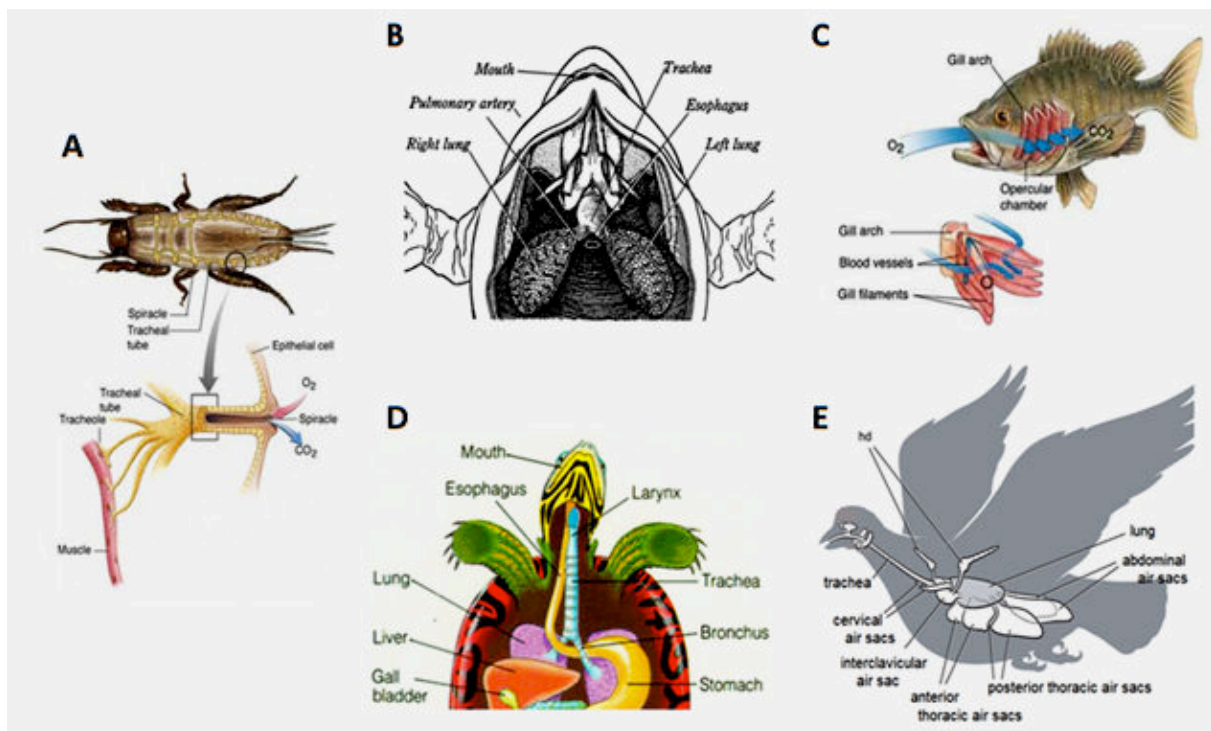 A
Spiracle
Tracheal
tube
Epithelial cell
O2
Tracheal
tube
Tracheole
Spiracle
CO2
Muscle
B
Mouth
Trachea
Pulmonary artery
Esophagus
Right lung
Left lung
C
Gill arch
O2
CO2
Opercular
chamber
Gill arch
Blood vessels
Gill filaments
D
Mouth
Esophagus
Larynx
Lung
Trachea
Liver
Bronchus
Gall
bladder
Stomach
E
hd
lung
abdominal
air sacs
trachea
cervical
air sacs
interclavicular
air sac
posterior thoracic air sacs
anterior
thoracic air sacs